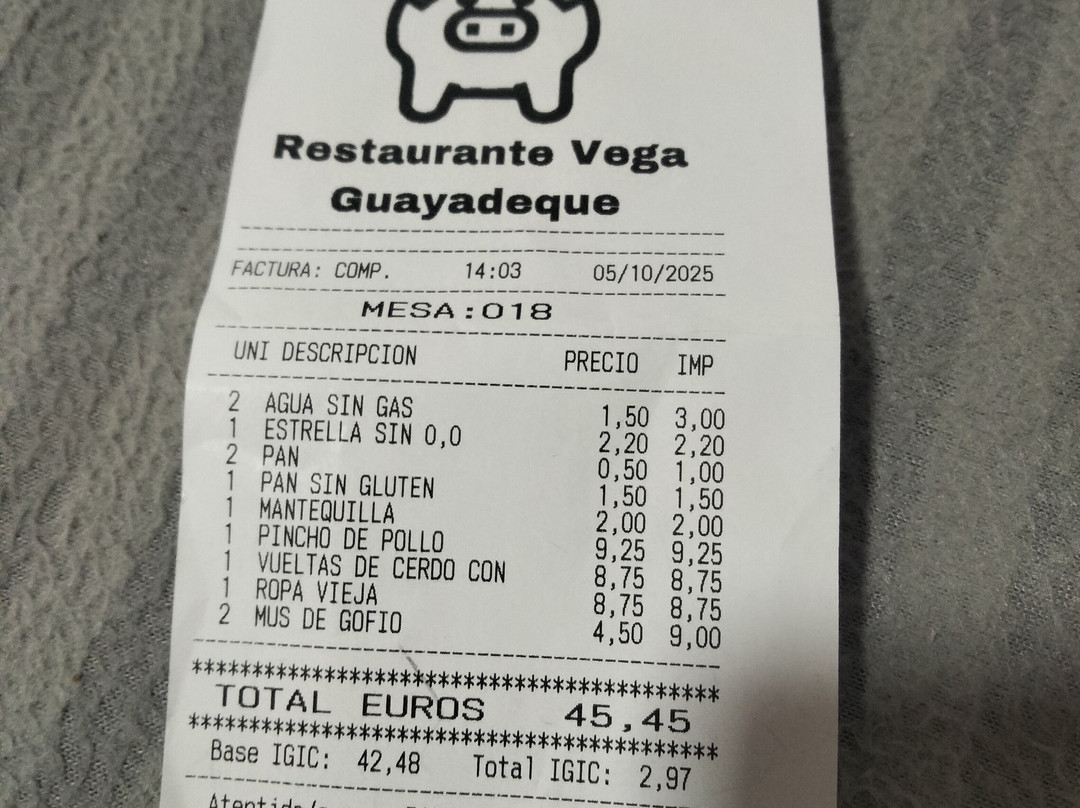 Restaurante Vega
Guayadeque
FACTURA: COMP. 14:03 05/10/2025
MESA:018
UNI DESCRIPCION PRECIO IMP
2 AGUA SIN GAS 1,50 3,00
1 ESTRELLA SIN 0,0 2,20 2,20
2 PAN 0,50 1,00
1 PAN SIN GLUTEN 1,50 1,50
1 MANTEQUILLA 2,00 2,00
1 PINCHO DE POLLO 9,25 9,25
1 VUELTAS DE CERDO CON 8,75 8,75
1 ROPA VIEJA 8,75 8,75
2 MUS DE GOFIO 4,50 9,00
TOTAL EUROS 45,45
Base IGIC: 42,48 Total IGIC: 2,97